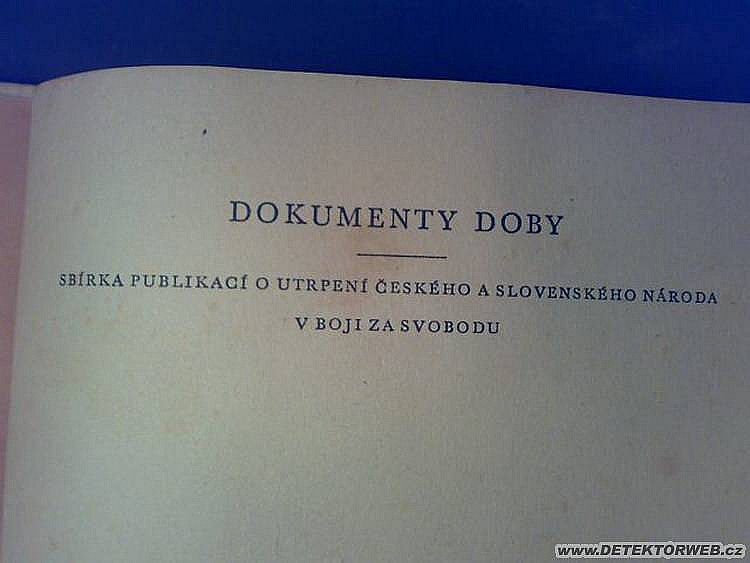 DOKUMENTY DOBY
SBÍRKA PUBLIKACÍ O UTRPENÍ ČESKÉHO A SLOVENSKÉHO NÁRODA
V BOJI ZA SVOBODU
www.DETEKTORWEB.cz